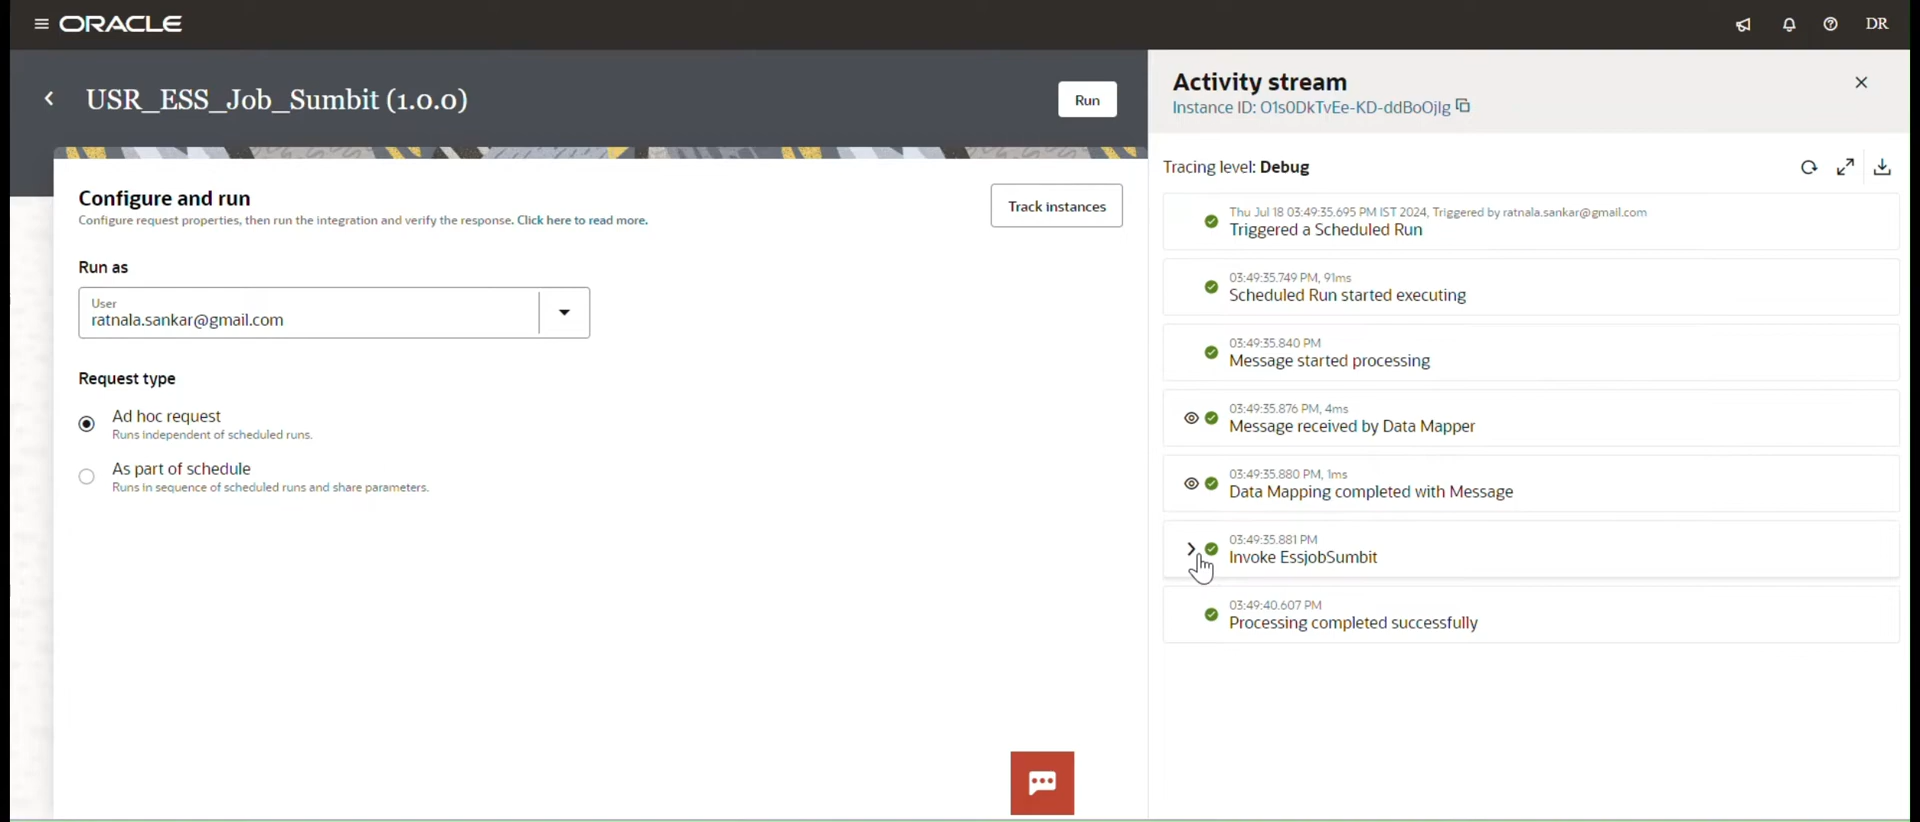 ORACLE
DR
USR_ESS_Job_Sumbit (1.0.0)
Run
Configure and run
Configure request properties, then run the integration and verify the response. Click here to read more.
Track instances
Run as
User
ratnala.sankar@gmail.com
Request type
Ad hoc request
Runs independent of scheduled runs.
As part of schedule
Runs in sequence of scheduled runs and share parameters.
Activity stream
Instance ID: O1s0DkTvEe-KD-ddBoOjlg
Tracing level: Debug
Thu Jul 18 03:49:35.695 PM IST 2024, Triggered by ratnala.sankar@gmail.com
Triggered a Scheduled Run
03:49:35.749 PM, 91ms
Scheduled Run started executing
03:49:35.840 PM
Message started processing
03:49:35.876 PM, 4ms
Message received by Data Mapper
03:49:35.880 PM, 1ms
Data Mapping completed with Message
03:49:35.881 PM
Invoke EssjobSumbit
03:49:40.607 PM
Processing completed successfully